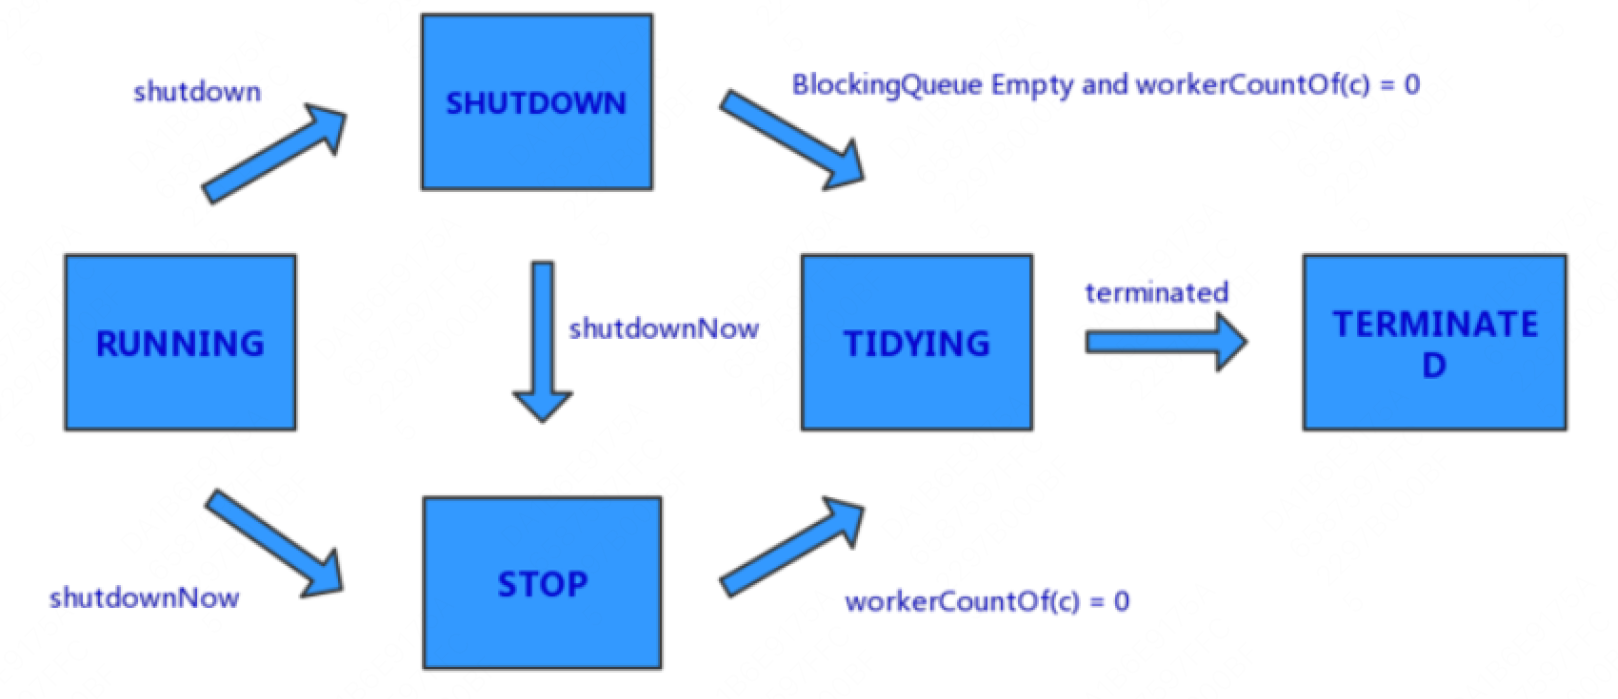 shutdown
SHUTDOWN
BlockingQueue Empty and workerCountOf(c) = 0
RUNNING
shutdownNow
TIDYING
terminated
TERMINATE
D
shutdownNow
STOP
workerCountOf(c) = 0